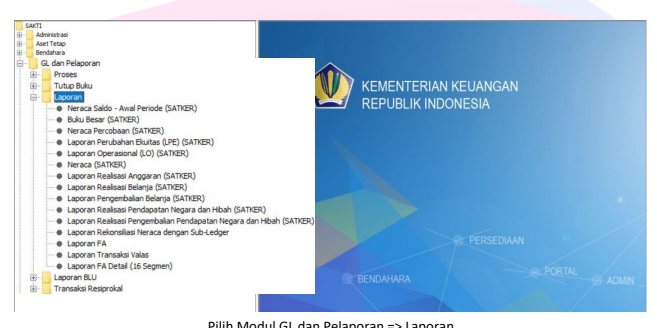 SAKTI
Administrasi
Aset Tetap
Bendahara
GL dan Pelaporan
Proses
Tutup Buku
Laporan
Neraca Saldo - Awal Periode (SATKER)
Buku Besar (SATKER)
Neraca Percobaan (SATKER)
Laporan Perubahan Ekuitas (LPE) (SATKER)
Laporan Operasional (LO) (SATKER)
Neraca (SATKER)
Laporan Realisasi Anggaran (SATKER)
Laporan Realisasi Belanja (SATKER)
Laporan Pengembalian Belanja (SATKER)
Laporan Realisasi Pendapatan Negara dan Hibah (SATKER)
Laporan Realisasi Pengembalian Pendapatan Negara dan Hibah (SATKER)
Laporan Rekonsiliasi Neraca dengan Sub-Ledger
Laporan FA
Laporan Transaksi Valas
Laporan FA Detail (16 Segmen)
Laporan BLU
Transaksi Resiprokal
KEMENTERIAN KEUANGAN
REPUBLIK INDONESIA
PERSEDIAAN
PORTAL
BENDAHARA
ADMIN
Pilih Modul GL dan Pelaporan => Laporan